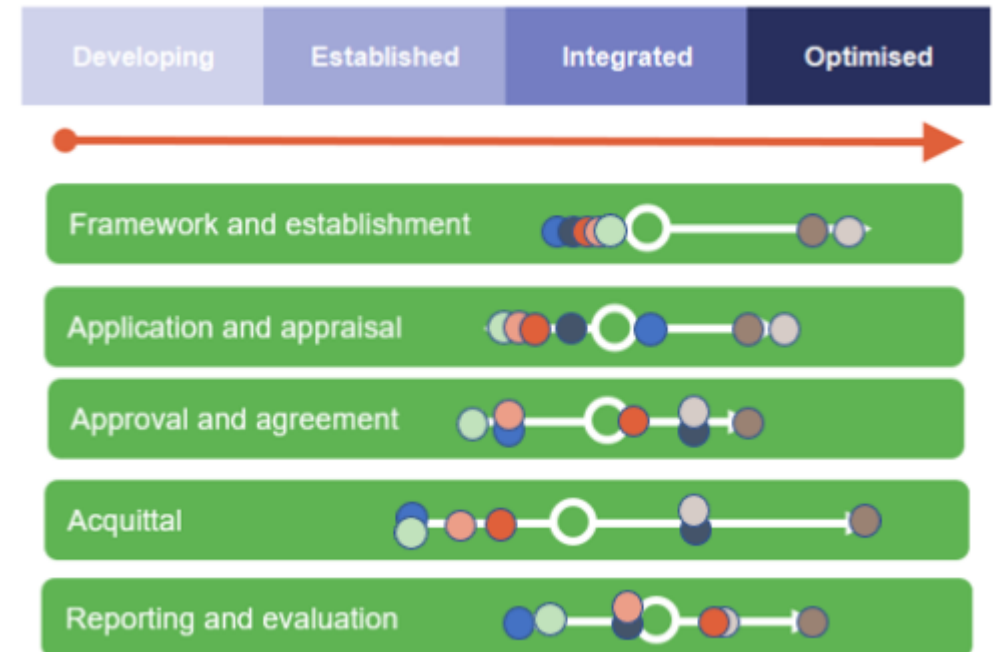 Developing Established Integrated Optimised
Framework and establishment
Application and appraisal
Approval and agreement
Acquittal
Reporting and evaluation